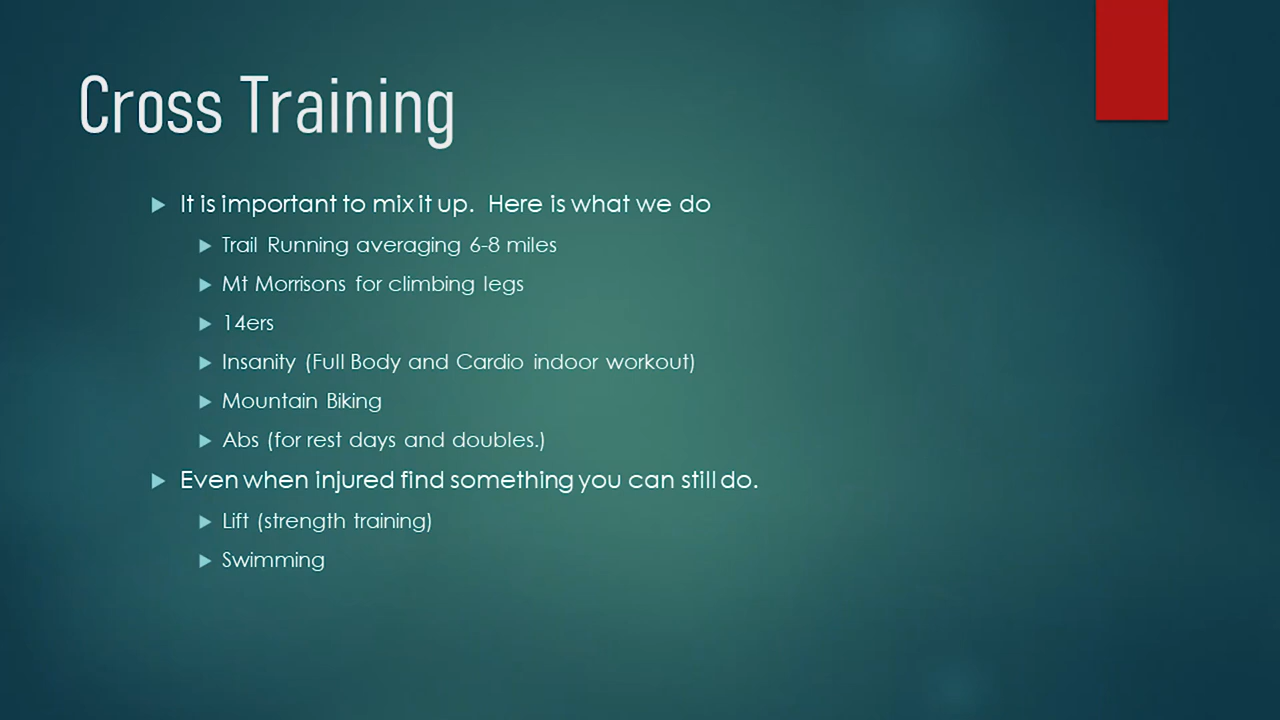 Cross Training
It is important to mix it up.  Here is what we do
Trail Running averaging 6-8 miles
Mt Morrisons for climbing legs
14ers
Insanity (Full Body and Cardio indoor workout)
Mountain Biking
Abs (for rest days and doubles.)
Even when injured find something you can still do.
Lift (strength training)
Swimming